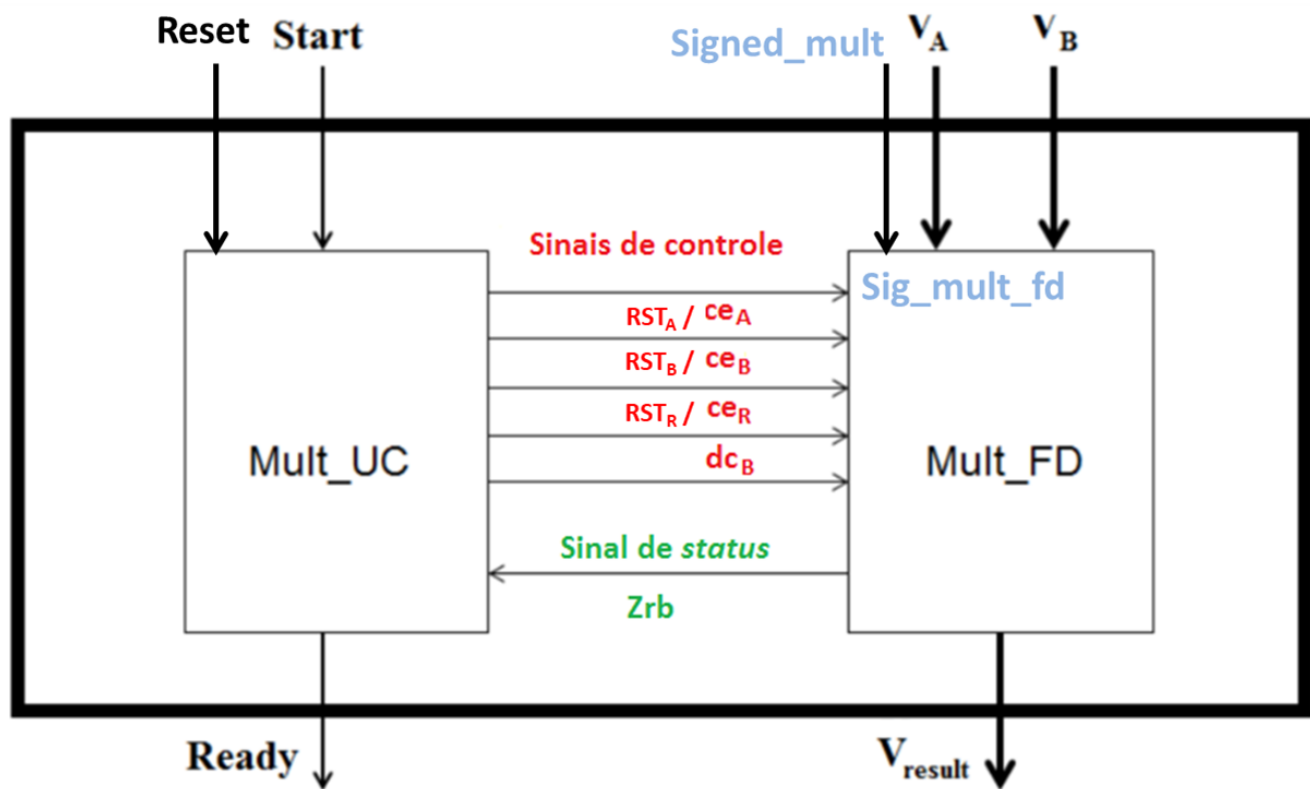 Reset
Start
Signed_mult
VA
VB
Sinais de controle
Sig_mult_fd
RSTA / ceA
RSTB / ceB
RSTR / ceR
dcB
Mult_UC
Mult_FD
Sinal de status
Zrb
Ready
Vresult